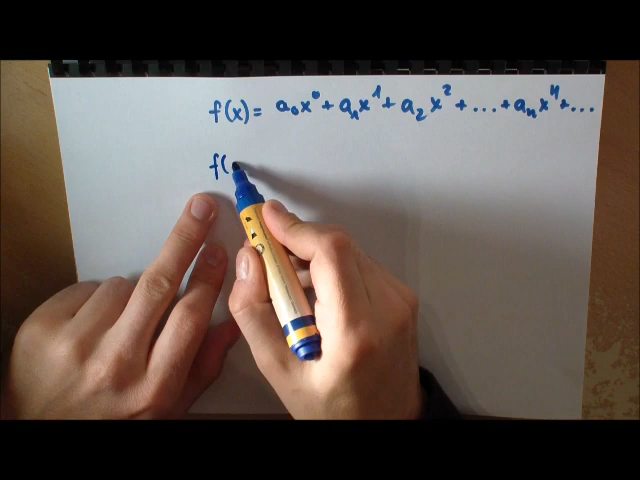 f(x) = a₀x⁰ + a₁x¹ + a₂x² + ... + aₙxⁿ + ...
f(